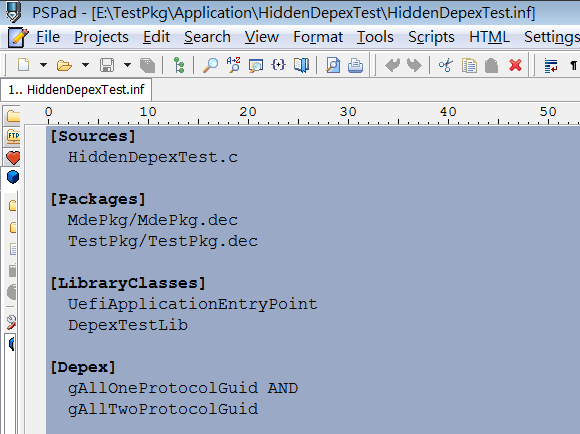 PSPad - [E:\TestPkg\Application\HiddenDepexTest\HiddenDepexTest.inf]
File Projects Edit Search View Format Tools Scripts HTML Settings
1.. HiddenDepexTest.inf
0 10 20 30 40 50
FTP
[Sources]
HiddenDepexTest.c
[Packages]
MdePkg/MdePkg.dec
TestPkg/TestPkg.dec
[LibraryClasses]
UefiApplicationEntryPoint
DepexTestLib
[Depex]
gAllOneProtocolGuid AND
gAllTwoProtocolGuid